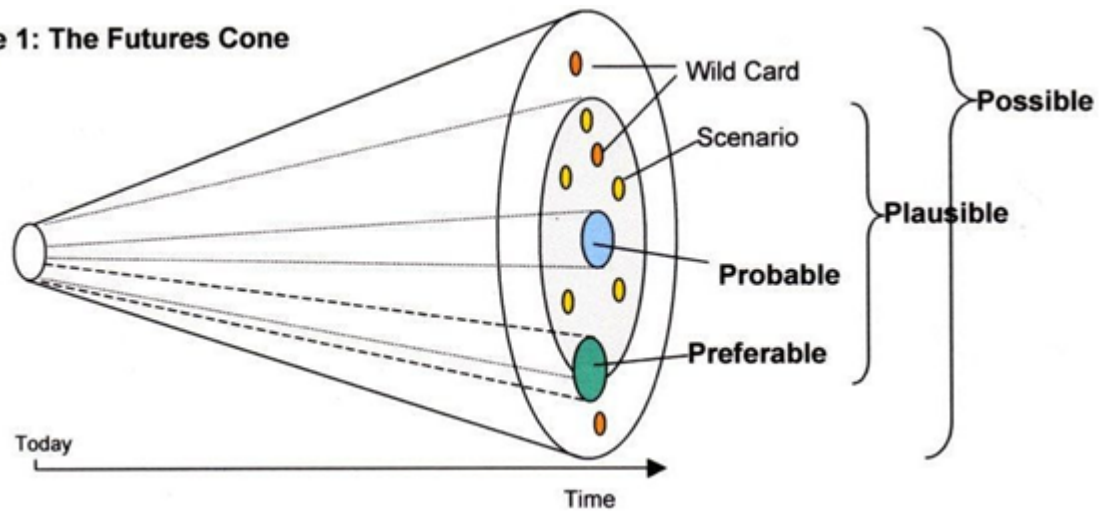 e 1: The Futures Cone
Wild Card
Possible
Scenario
Plausible
Probable
Preferable
Today
Time